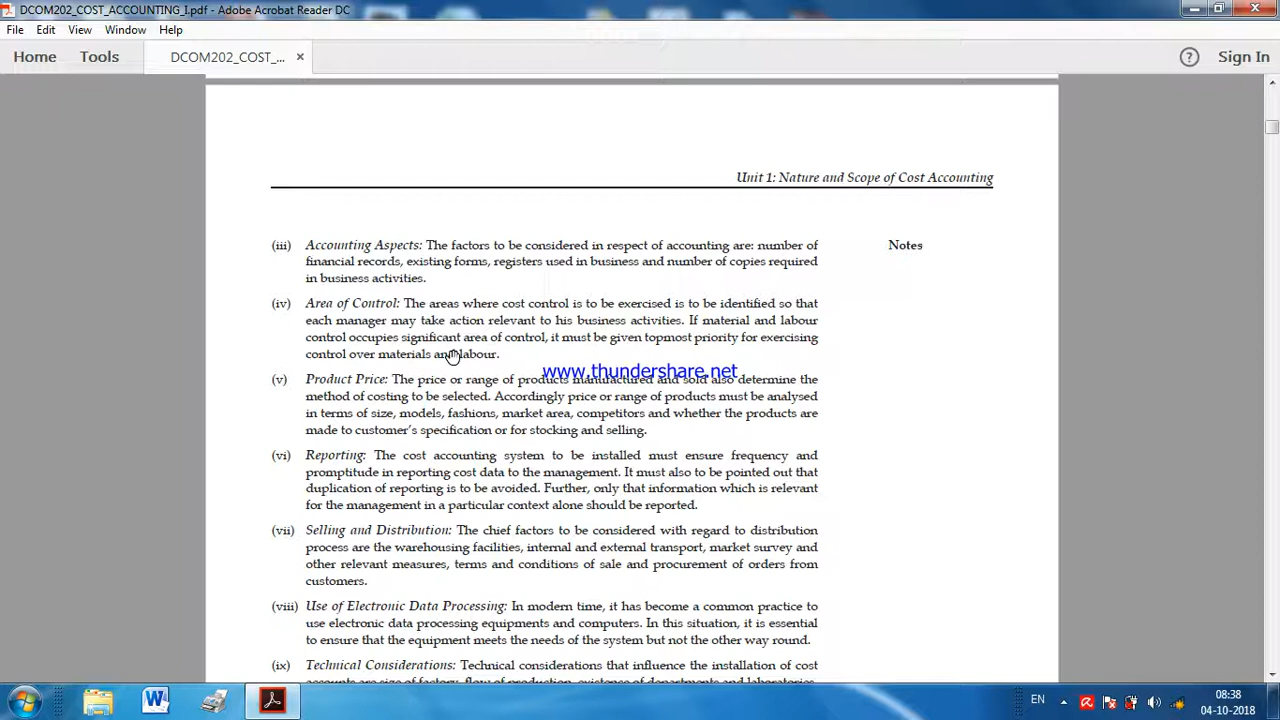 DCOM202_COST_ACCOUNTING_I.pdf - Adobe Acrobat Reader DC
File Edit View Window Help
Home Tools DCOM202_COST_... × ? Sign In
Unit 1: Nature and Scope of Cost Accounting
(iii) Accounting Aspects: The factors to be considered in respect of accounting are: number of Notes
financial records, existing forms, registers used in business and number of copies required
in business activities.
(iv) Area of Control: The areas where cost control is to be exercised is to be identified so that
each manager may take action relevant to his business activities. If material and labour
control occupies significant area of control, it must be given topmost priority for exercising
control over materials and labour.
www.thundershare.net
(v) Product Price: The price or range of products manufactured and sold also determine the
method of costing to be selected. Accordingly price or range of products must be analysed
in terms of size, models, fashions, market area, competitors and whether the products are
made to customer's specification or for stocking and selling.
(vi) Reporting: The cost accounting system to be installed must ensure frequency and
promptitude in reporting cost data to the management. It must also to be pointed out that
duplication of reporting is to be avoided. Further, only that information which is relevant
for the management in a particular context alone should be reported.
(vii) Selling and Distribution: The chief factors to be considered with regard to distribution
process are the warehousing facilities, internal and external transport, market survey and
other relevant measures, terms and conditions of sale and procurement of orders from
customers.
(viii) Use of Electronic Data Processing: In modern time, it has become a common practice to
use electronic data processing equipments and computers. In this situation, it is essential
to ensure that the equipment meets the needs of the system but not the other way round.
(ix) Technical Considerations: Technical considerations that influence the installation of cost
accounts are size of factory, flow of production, existence of departments and laboratories,
EN 08:38
04-10-2018